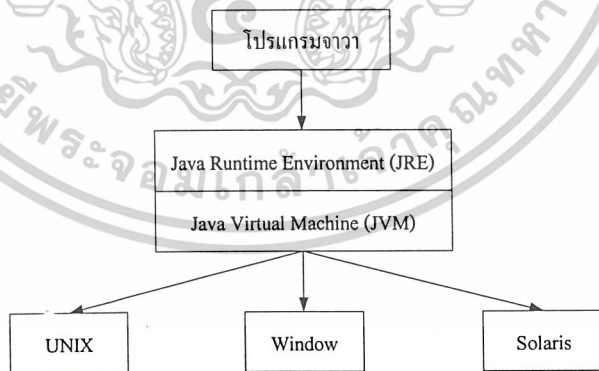 โปรแกรมจาวา
Java Runtime Environment (JRE)
Java Virtual Machine (JVM)
UNIX
Window
Solaris